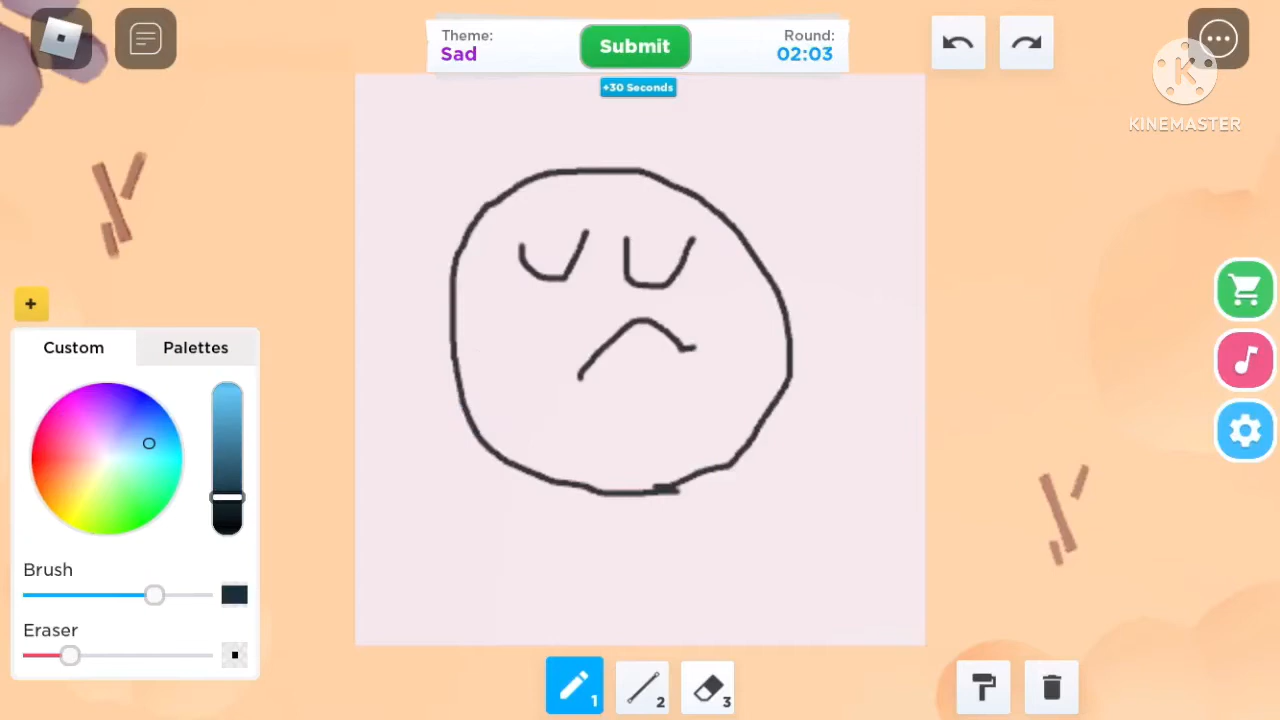 Theme:
Sad
Submit
Round:
02:03
+30 Seconds
K
KINEMASTER
+
Custom
Palettes
Brush
Eraser
1
2
3